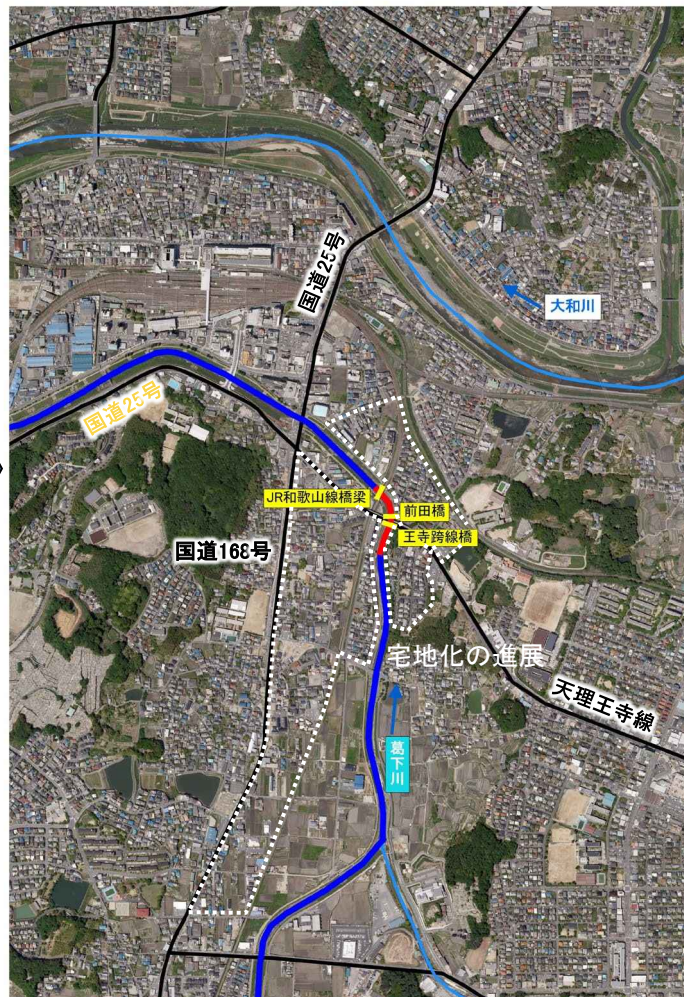 国道25号
大和川
国道25号
JR和歌山線橋梁
前田橋
王寺跨線橋
国道168号
宅地化の進展
天理王寺線
葛下川